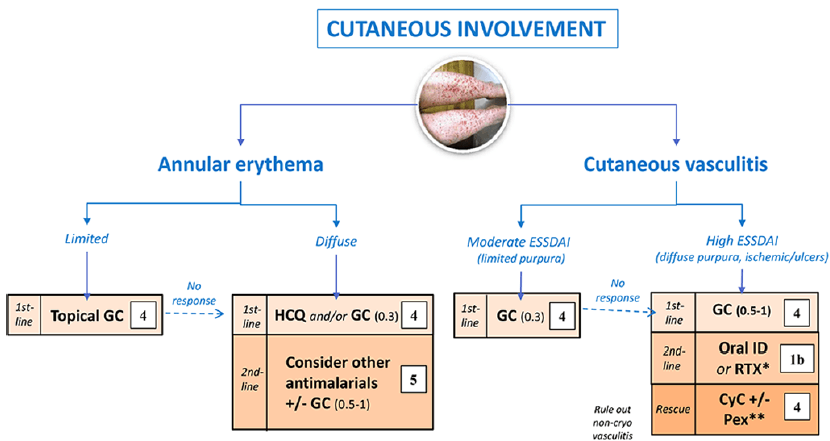 CUTANEOUS INVOLVEMENT
Annular erythema
Cutaneous vasculitis
Limited
Diffuse
Moderate ESSDAI
(limited purpura)
High ESSDAI
(diffuse purpura, ischemic/ulcers)
1st-
line
Topical GC
4
No
response
1st-
line
HCQ and/or GC (0.3)
4
2nd-
line
Consider other
antimalarials
+/- GC (0.5-1)
5
1st-
line
GC (0.3)
4
No
response
1st-
line
GC (0.5-1)
4
2nd-
line
Oral ID
or RTX*
1b
Rule out
non-cryo
vasculitis
Rescue
CyC +/-
Pex**
4